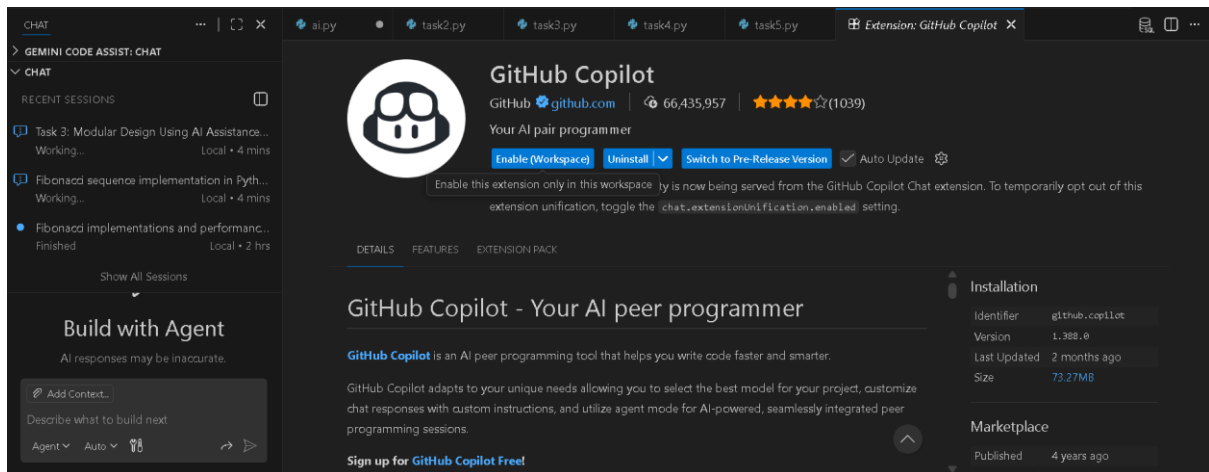 CHAT
GEMINI CODE ASSIST: CHAT
CHAT
RECENT SESSIONS
Task 3: Modular Design Using AI Assistance...
Working... Local • 4 mins
Fibonacci sequence implementation in Pyth...
Working... Local • 4 mins
Fibonacci implementations and performanc...
Finished Local • 2 hrs
Show All Sessions
Build with Agent
AI responses may be inaccurate.
Add Context...
Describe what to build next
Agent Auto
ai.py task2.py task3.py task4.py task5.py Extension: GitHub Copilot
GitHub Copilot
GitHub github.com 66,435,957 (1039)
Your AI pair programmer
Enable (Workspace) Uninstall Switch to Pre-Release Version Auto Update
Enable this extension only in this workspace
ty is now being served from the GitHub Copilot Chat extension. To temporarily opt out of this
extension unification, toggle the chat.extensionUnification.enabled setting.
DETAILS FEATURES EXTENSION PACK
GitHub Copilot - Your AI peer programmer
GitHub Copilot is an AI peer programming tool that helps you write code faster and smarter.
GitHub Copilot adapts to your unique needs allowing you to select the best model for your project, customize
chat responses with custom instructions, and utilize agent mode for AI-powered, seamlessly integrated peer
programming sessions.
Sign up for GitHub Copilot Free!
Installation
Identifier github.copilot
Version 1.388.0
Last Updated 2 months ago
Size 73.27MB
Marketplace
Published 4 years ago